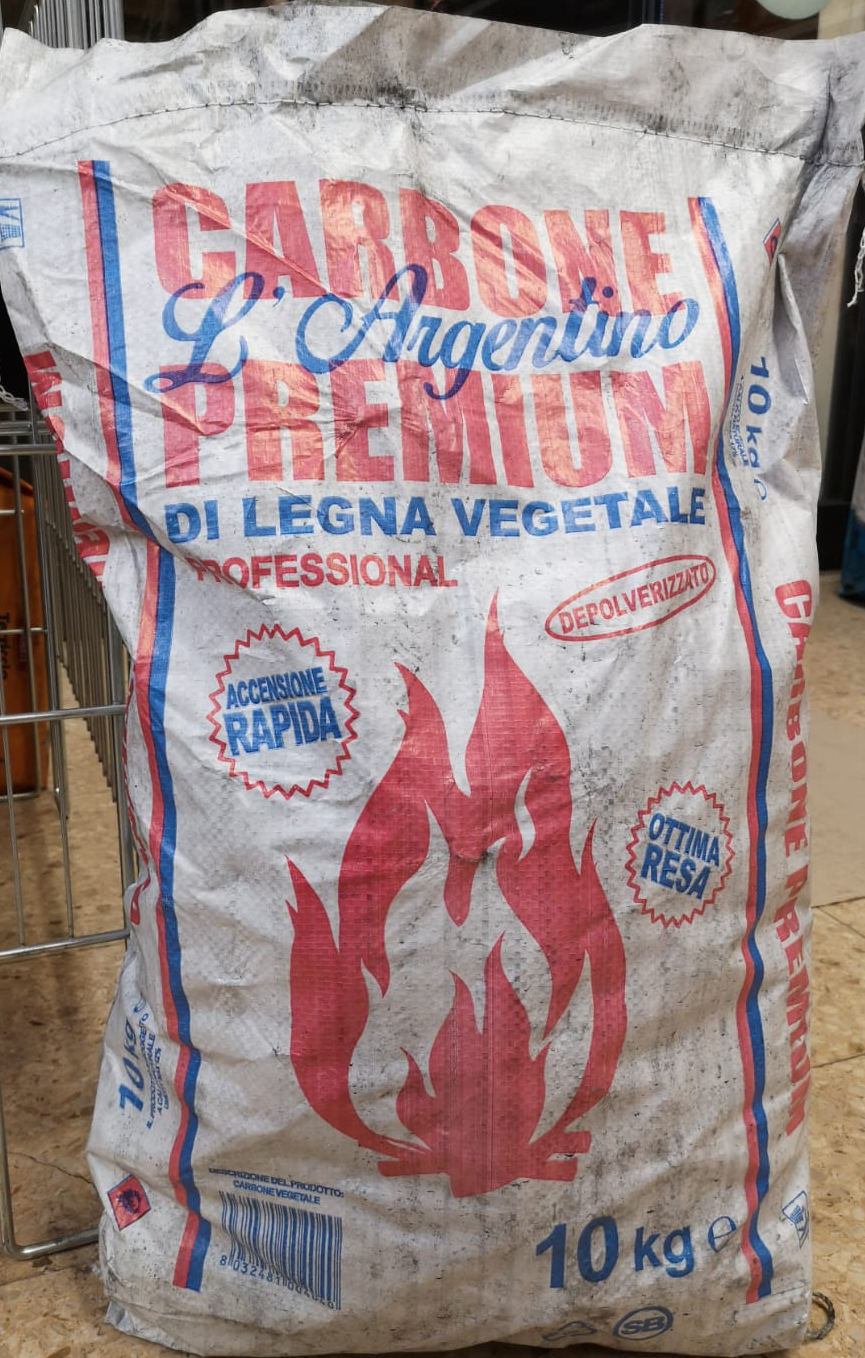 CARBONE
L'Argentino
PREMIUM
DI LEGNA VEGETALE
PROFESSIONAL
DEPOLVERIZZATO
ACCENSIONE
RAPIDA
OTTIMA
RESA
DESCRIZIONE DEL PRODOTTO:
CARBONE VEGETALE
10 kg ℮
SB
10 kg
CARBONE PREMIUM
10 kg